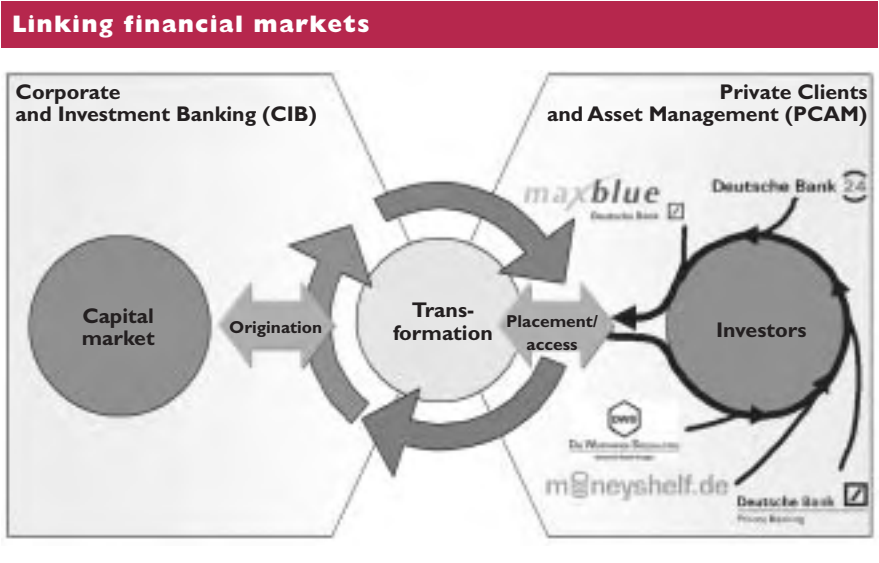 Linking financial markets
Corporate
and Investment Banking (CIB)
Private Clients
and Asset Management (PCAM)
maxblue
Deutsche Bank
Deutsche Bank 24
Capital
market
Origination
Trans-
formation
Placement/
access
Investors
DWS
moneyshelf.de
Deutsche Bank
Private Banking